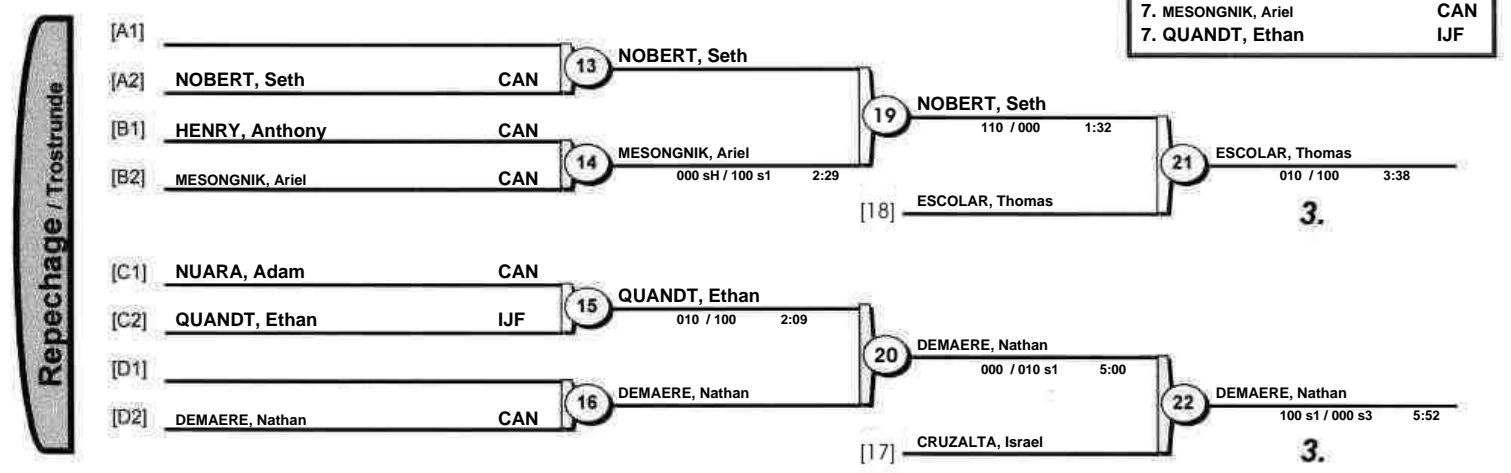 7. MESONGNIK, Ariel CAN
7. QUANDT, Ethan IJF
Repechage / Trostrunde
[A1]
[A2] NOBERT, Seth CAN
13 NOBERT, Seth
[B1] HENRY, Anthony CAN
[B2] MESONGNIK, Ariel CAN
14 MESONGNIK, Ariel
000 sH / 100 s1 2:29
19 NOBERT, Seth
110 / 000 1:32
[18] ESCOLAR, Thomas
21 ESCOLAR, Thomas
010 / 100 3:38
3.
[C1] NUARA, Adam CAN
[C2] QUANDT, Ethan IJF
15 QUANDT, Ethan
010 / 100 2:09
[D1]
[D2] DEMAERE, Nathan CAN
16 DEMAERE, Nathan
20 DEMAERE, Nathan
000 / 010 s1 5:00
[17] CRUZALTA, Israel
22 DEMAERE, Nathan
100 s1 / 000 s3 5:52
3.